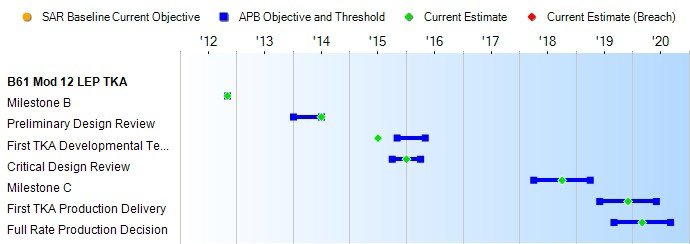 SAR Baseline Current Objective APB Objective and Threshold Current Estimate Current Estimate (Breach)
'12 '13 '14 '15 '16 '17 '18 '19 '20
B61 Mod 12 LEP TKA
Milestone B
Preliminary Design Review
First TKA Developmental Te...
Critical Design Review
Milestone C
First TKA Production Delivery
Full Rate Production Decision